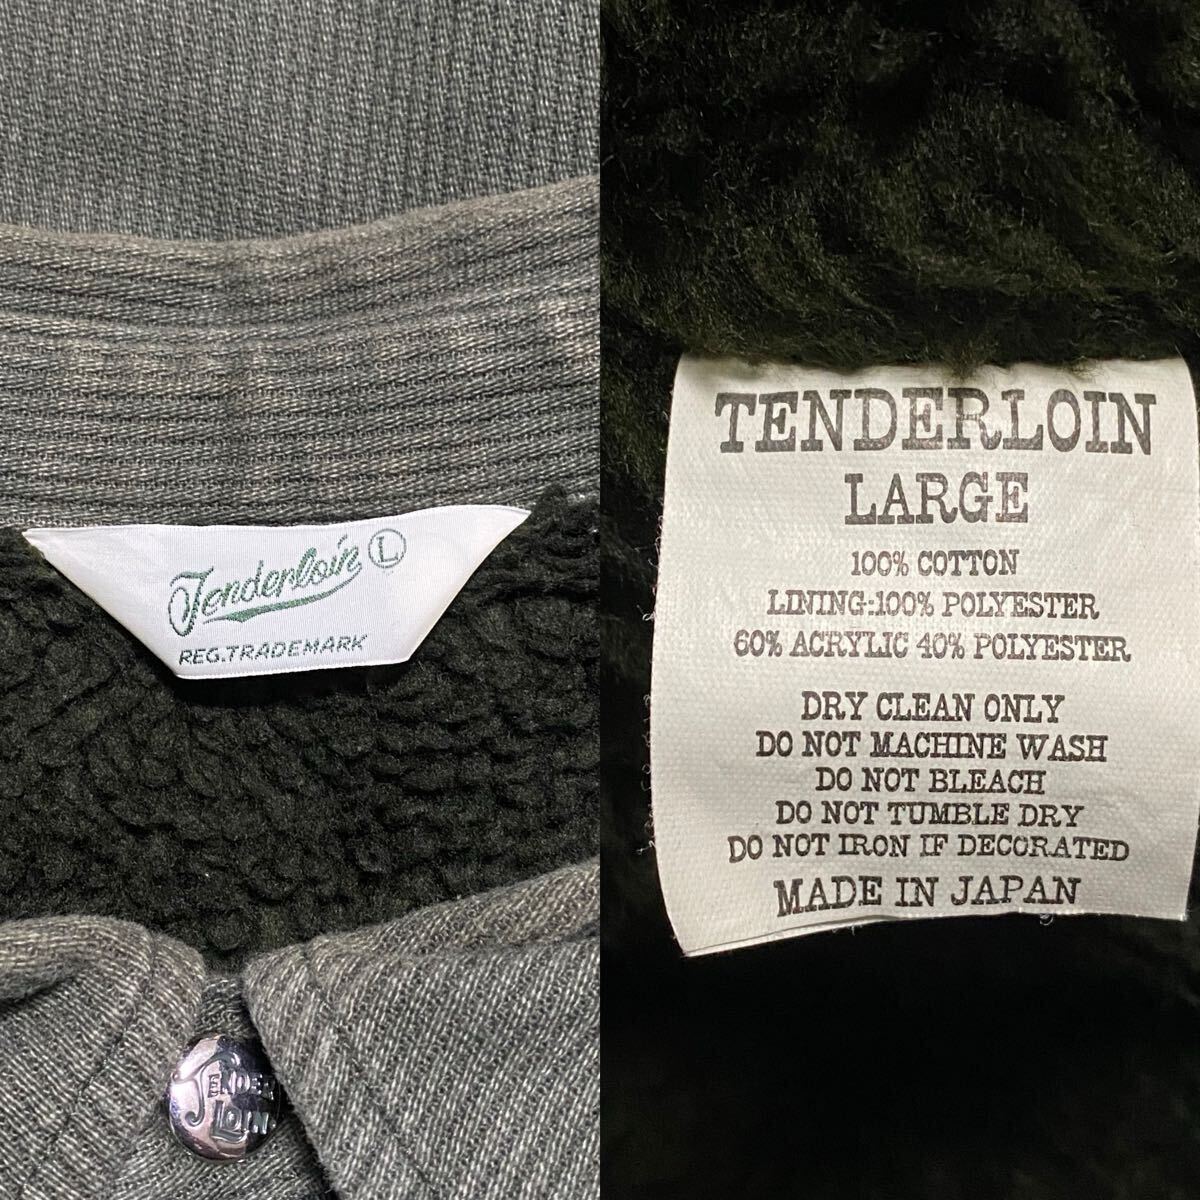 Tenderloin L
REG.TRADEMARK
TENDER
LOIN.
TENDERLOIN
LARGE
100% COTTON
LINING:100% POLYESTER
60% ACRYLIC 40% POLYESTER
DRY CLEAN ONLY
DO NOT MACHINE WASH
DO NOT BLEACH
DO NOT TUMBLE DRY
DO NOT IRON IF DECORATED
MADE IN JAPAN